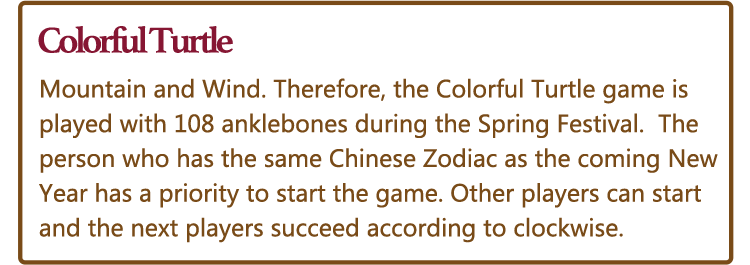 Colorful Turtle
Mountain and Wind. Therefore, the Colorful Turtle game is
played with 108 anklebones during the Spring Festival.  The
person who has the same Chinese Zodiac as the coming New
Year has a priority to start the game. Other players can start
and the next players succeed according to clockwise.